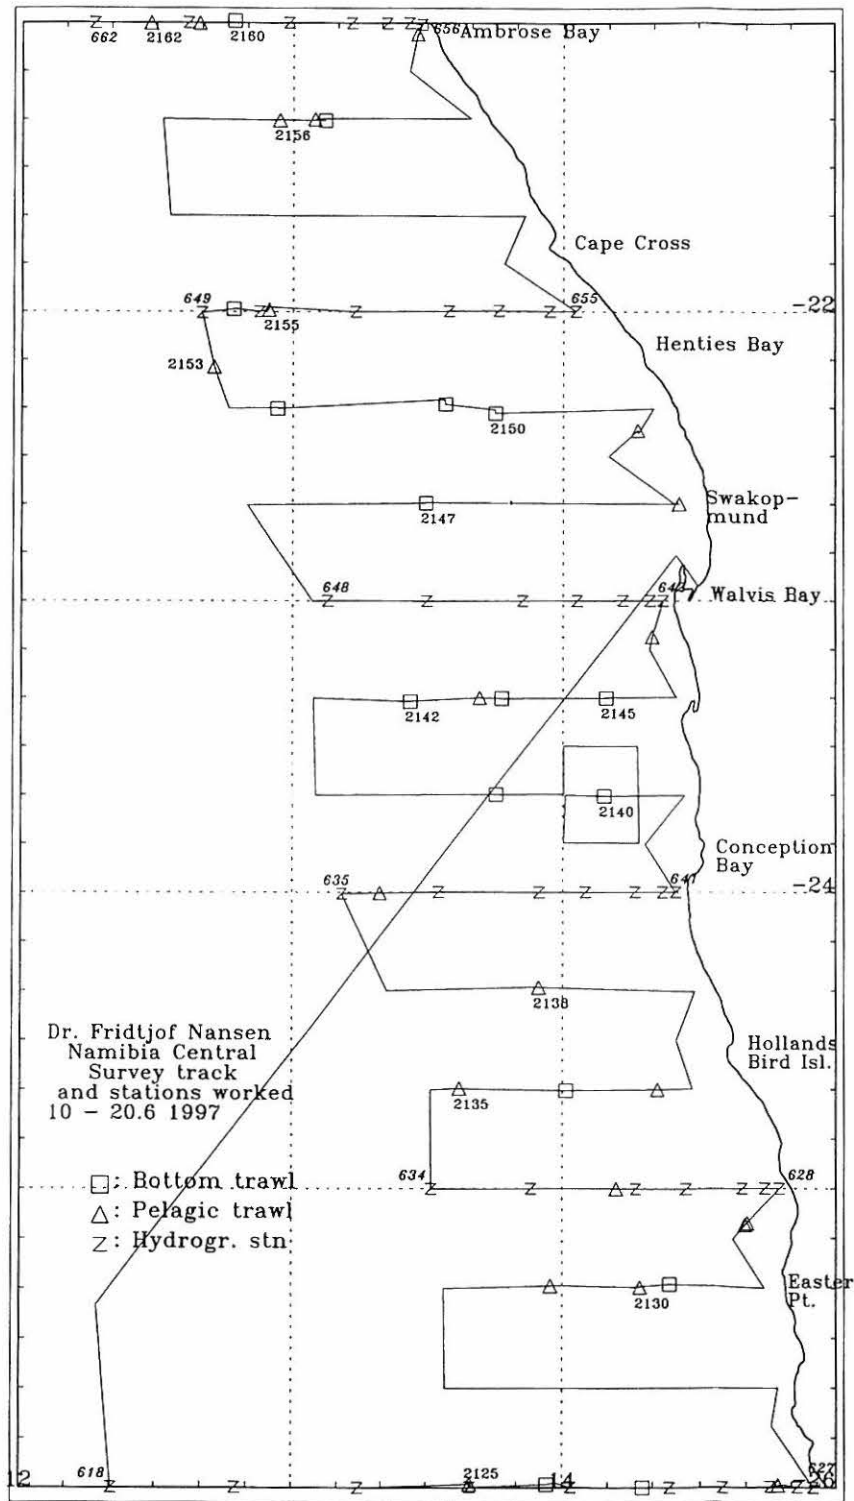 656 Ambrose Bay
662 2162 2160
2156
Cape Cross
649 655 -22
2155
Henties Bay
2153
2150
Swakop-
mund
2147
648 643 Walvis Bay
2142 2145
2140
Conception
Bay
635 641 -24
2138
Dr. Fridtjof Nansen
Namibia Central
Survey track
and stations worked
10 - 20.6 1997
Hollands
Bird Isl.
2135
634 628
: Bottom trawl
: Pelagic trawl
Z: Hydrogr. stn
Easter
Pt.
2130
12 618 2125 14 627
26